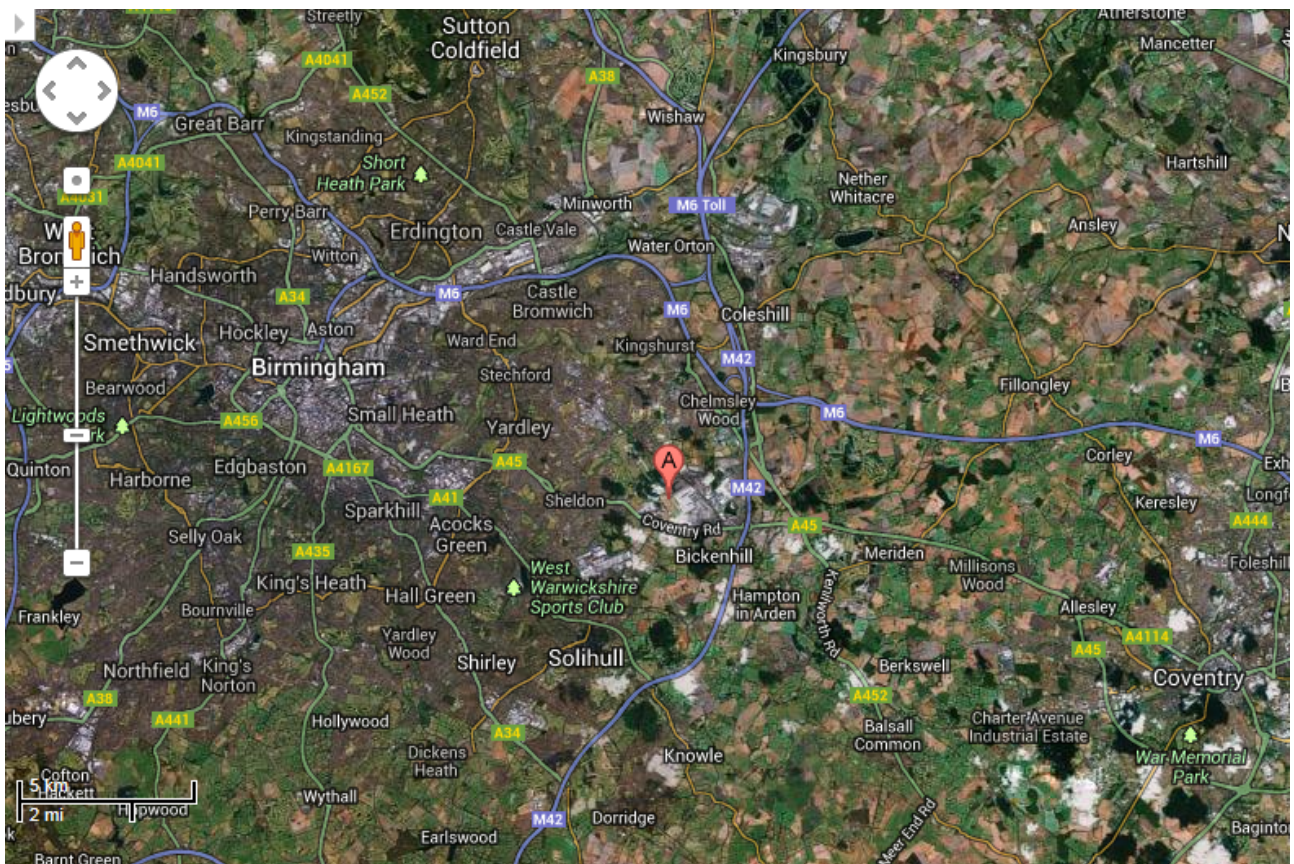 Streetly
Sutton
Coldfield
Atherstone
Mancetter
A4041
A38
Kingsbury
A452
M6
Great Barr
Kingstanding
Wishaw
A4041
Short
Heath Park
Hartshill
Nether
Whitacre
A4031
Perry Barr
Minworth
M6 Toll
Ansley
Erdington
Castle Vale
Water Orton
Witton
Handsworth
A34
M6
Castle
Bromwich
M6
Coleshill
Hockley
Aston
Smethwick
Ward End
Kingshurst
M42
Birmingham
Stechford
Bearwood
Fillongley
Lightwoods
Small Heath
Chelmsley
Wood
M6
A456
Yardley
M6
Quinton
Edgbaston
A4167
A45
A
Corley
Harborne
A41
Sheldon
M42
Keresley
Sparkhill
Acocks
Green
Coventry Rd
A45
A444
Selly Oak
A435
Bickenhill
Meriden
Millisons
Wood
Foleshill
King's Heath
West
Warwickshire
Sports Club
Hall Green
Hampton
in Arden
Kenilworth Rd
Frankley
Bournville
Allesley
Yardley
Wood
A4114
A45
Northfield
King's
Norton
Shirley
Solihull
Berkswell
Coventry
A38
A452
A441
Hollywood
A34
Balsall
Common
Charter Avenue
Industrial Estate
Dickens
Heath
Knowle
War Memorial
Park
Cofton
Hackett
5 km
2 mi
Hopwood
Wythall
M42
Dorridge
Earlswood
Meer End Rd
Baginton
Barnt Green